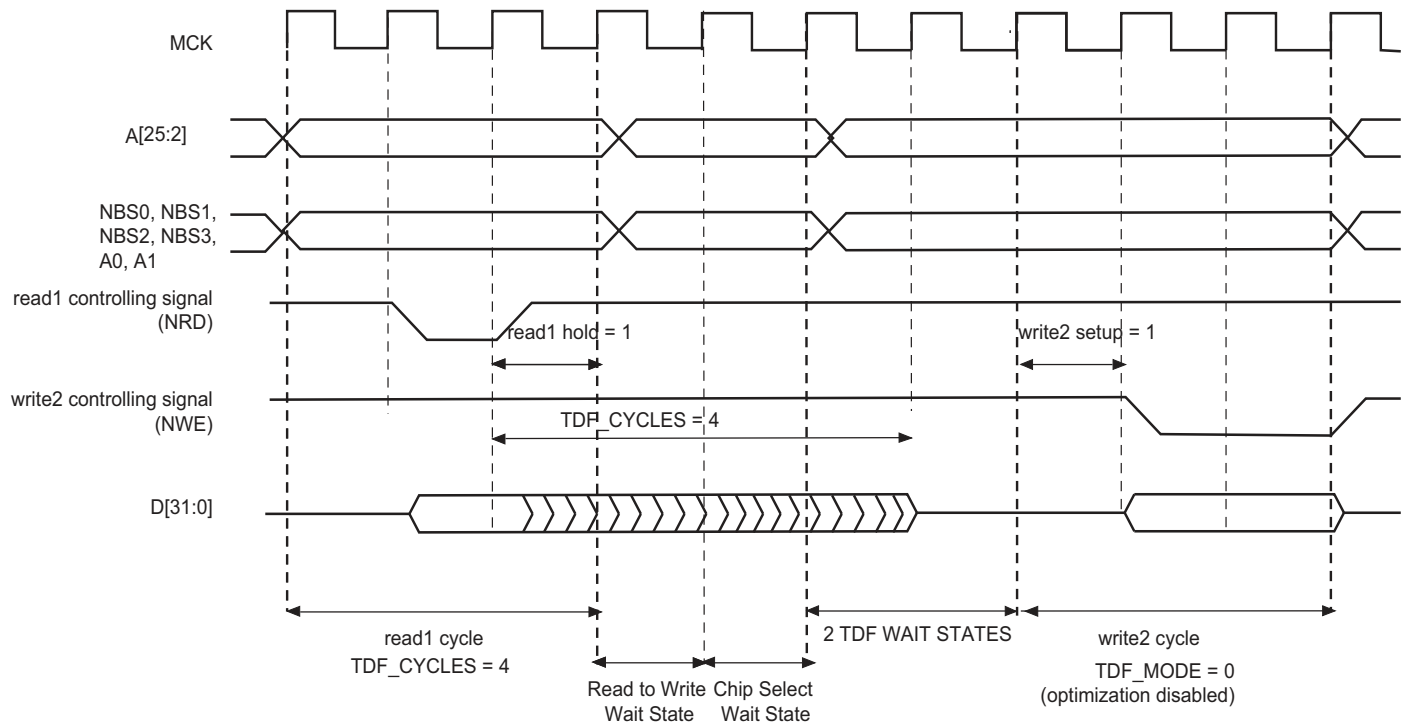 MCK
A[25:2]
NBS0, NBS1,
NBS2, NBS3,
A0, A1
read1 controlling signal
(NRD)
read1 hold = 1
write2 setup = 1
write2 controlling signal
(NWE)
TDF_CYCLES = 4
D[31:0]
read1 cycle
TDF_CYCLES = 4
2 TDF WAIT STATES
write2 cycle
TDF_MODE = 0
(optimization disabled)
Read to Write
Wait State
Chip Select
Wait State